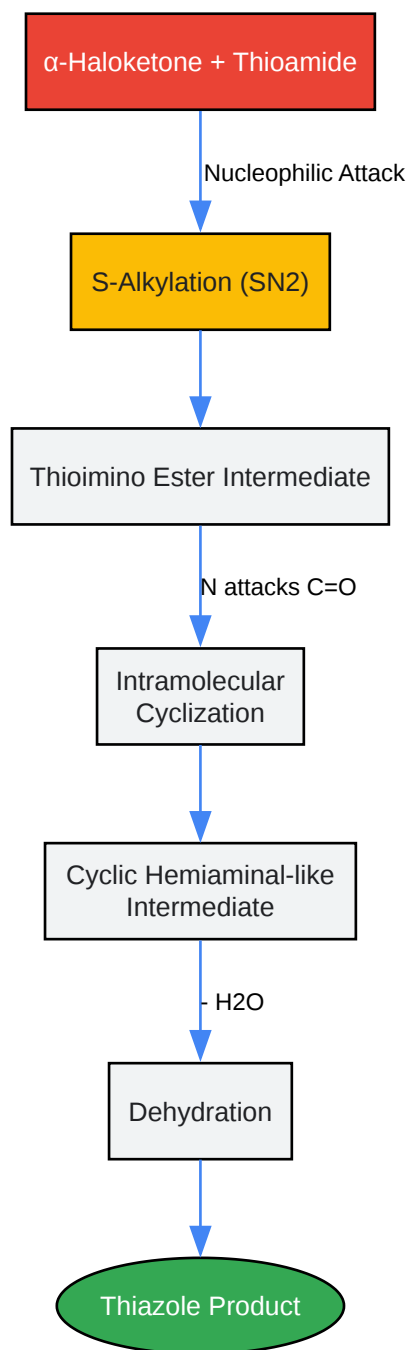 α-Haloketone + Thioamide
Nucleophilic Attack
S-Alkylation (SN2)
Thioimino Ester Intermediate
N attacks C=O
Intramolecular
Cyclization
Cyclic Hemiaminal-like
Intermediate
- H2O
Dehydration
Thiazole Product